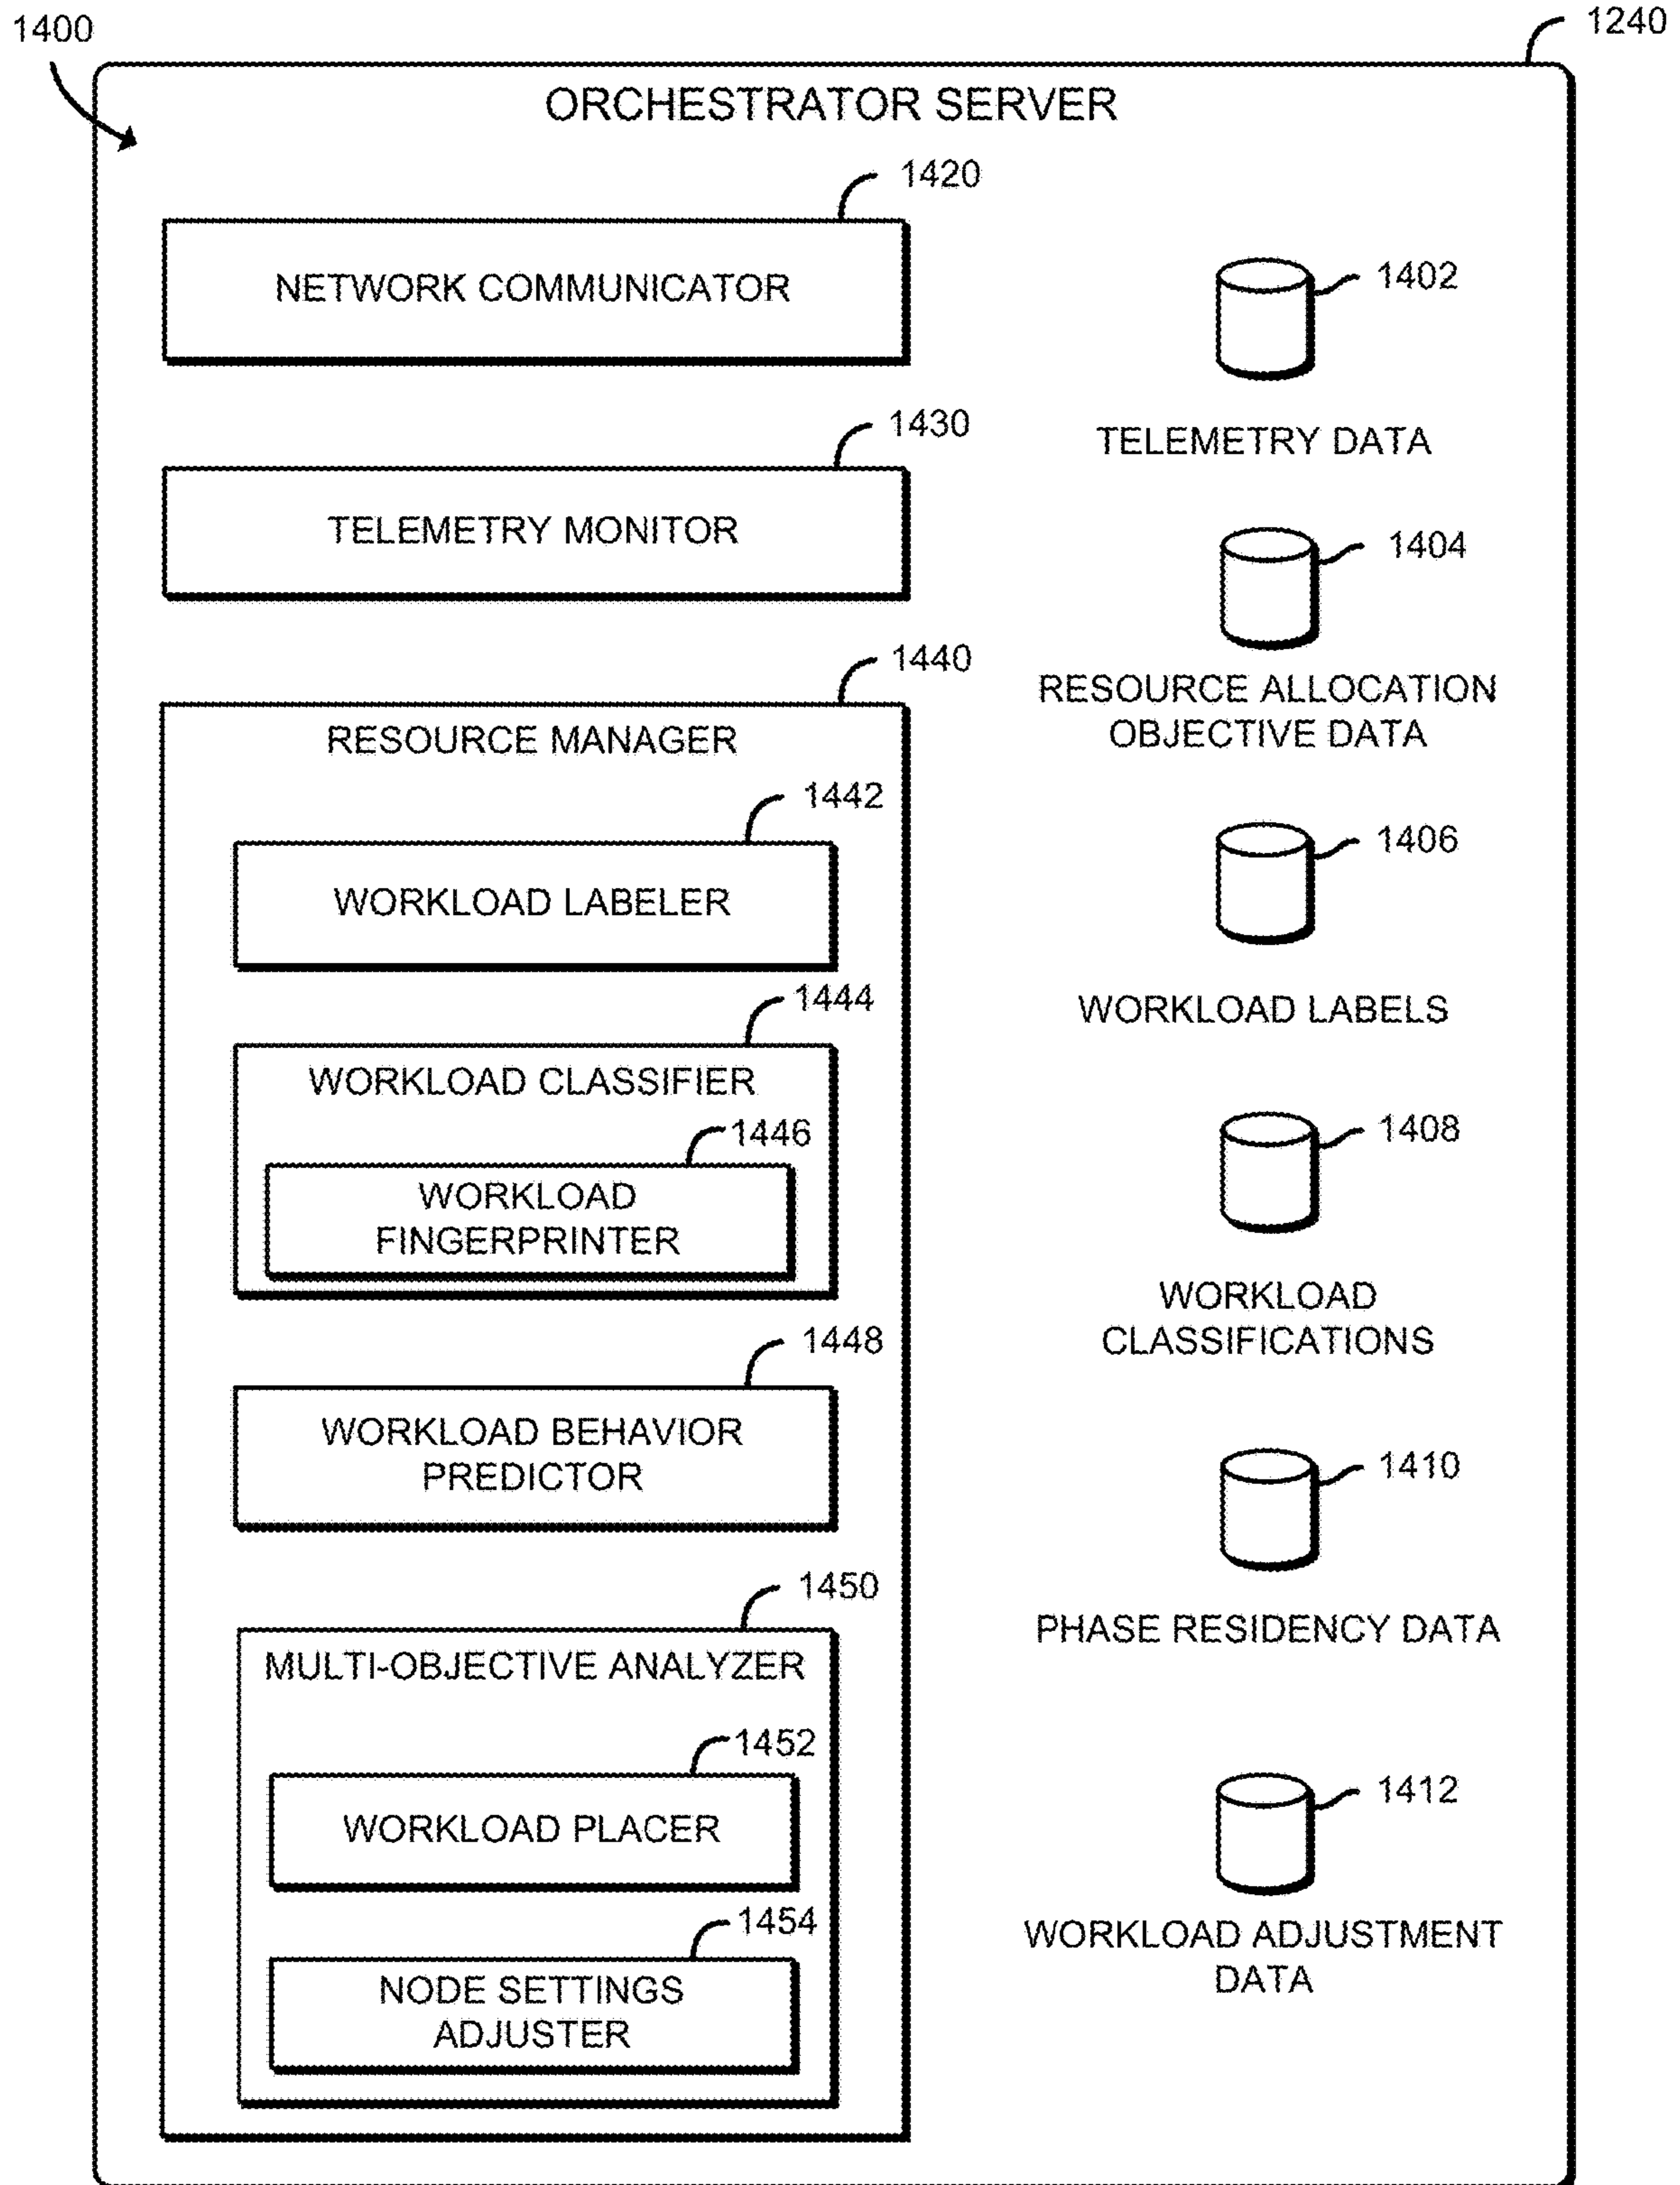 1400
1240
ORCHESTRATOR SERVER
1420
NETWORK COMMUNICATOR
1430
TELEMETRY MONITOR
1440
RESOURCE MANAGER
1442
WORKLOAD LABELER
1444
WORKLOAD CLASSIFIER
1446
WORKLOAD
FINGERPRINTER
1448
WORKLOAD BEHAVIOR
PREDICTOR
1450
MULTI-OBJECTIVE ANALYZER
1452
WORKLOAD PLACER
1454
NODE SETTINGS
ADJUSTER
1402
TELEMETRY DATA
1404
RESOURCE ALLOCATION
OBJECTIVE DATA
1406
WORKLOAD LABELS
1408
WORKLOAD
CLASSIFICATIONS
1410
PHASE RESIDENCY DATA
1412
WORKLOAD ADJUSTMENT
DATA